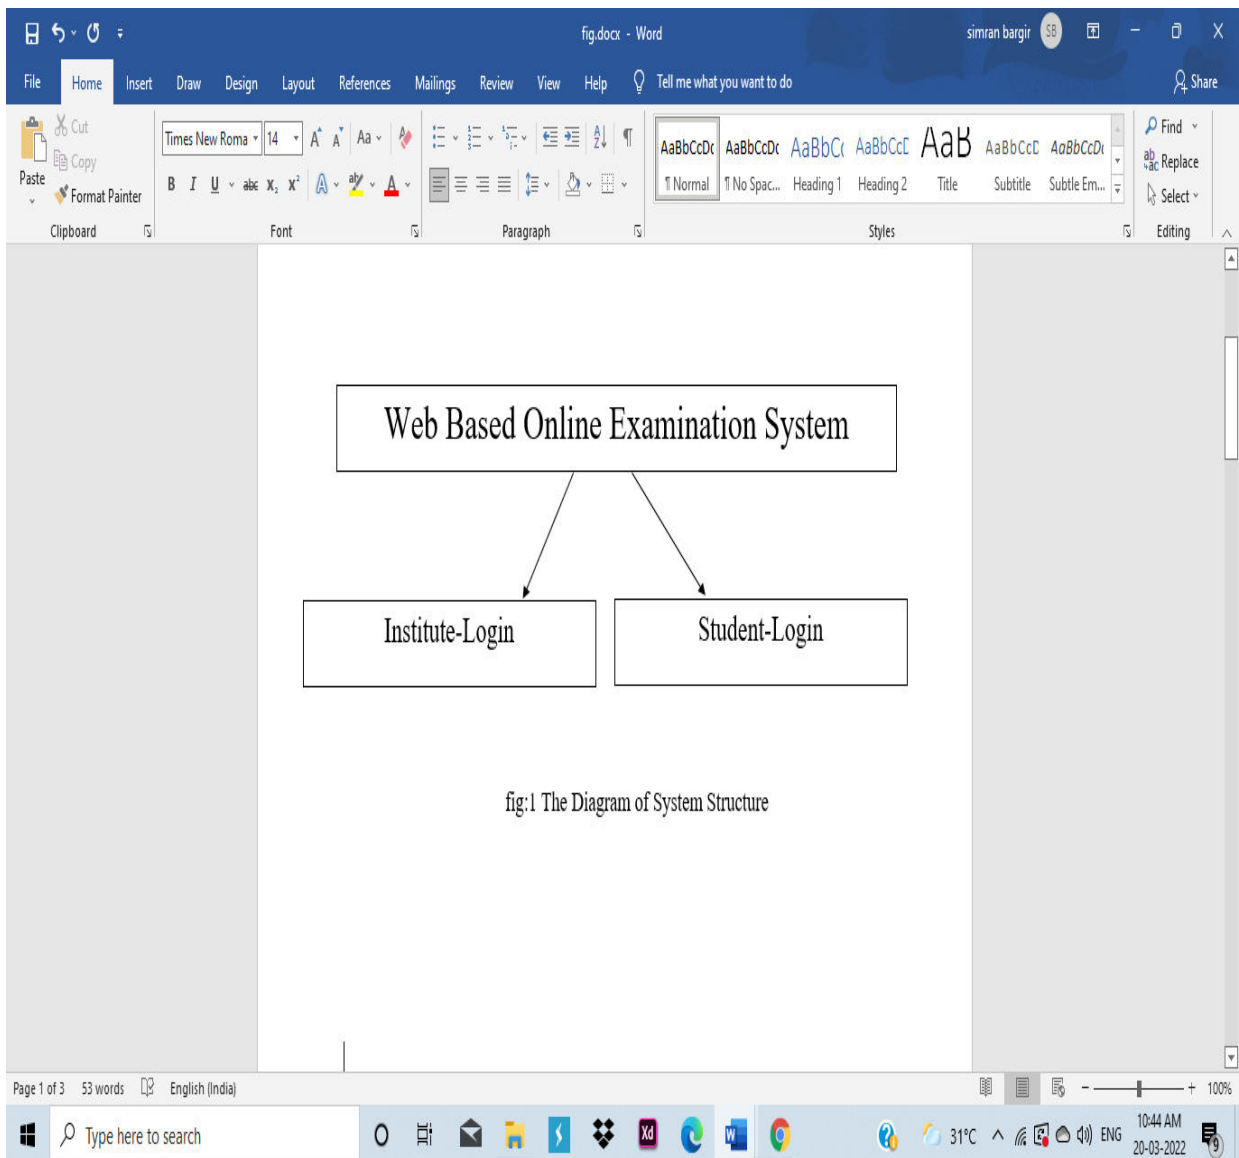 fig.docx - Word
simran bargir SB
File Home Insert Draw Design Layout References Mailings Review View Help Tell me what you want to do Share
Paste
Cut
Copy
Format Painter
Clipboard
Times New Roma 14
Font
Paragraph
AaBbCcDc AaBbCcDc AaBbCc AaBbCcD AaB AaBbCcD AaBbCcDc
¶ Normal ¶ No Spac... Heading 1 Heading 2 Title Subtitle Subtle Em...
Styles
Find
Replace
Select
Editing
Web Based Online Examination System
Institute-Login Student-Login
fig:1 The Diagram of System Structure
Page 1 of 3 53 words English (India) 100%
Type here to search
Xd
31°C ENG
10:44 AM
20-03-2022
9